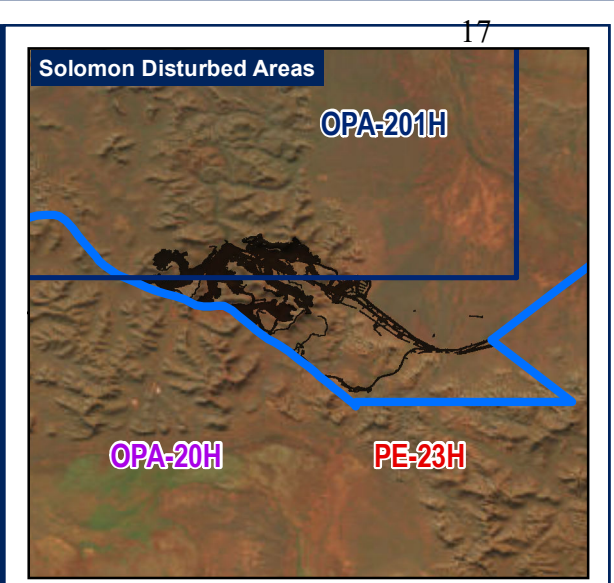 17
Solomon Disturbed Areas
OPA-201H
OPA-20H
PE-23H